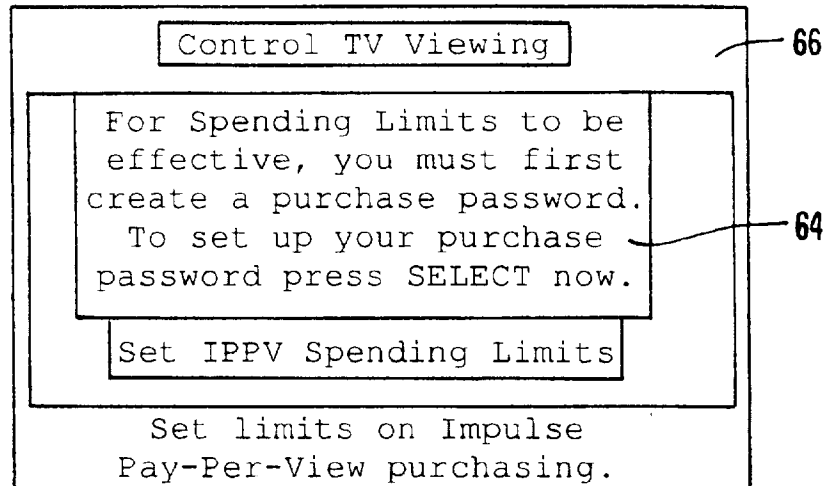 Control TV Viewing
66
For Spending Limits to be
effective, you must first
create a purchase password.
To set up your purchase
64
password press SELECT now.
Set IPPV Spending Limits
Set limits on Impulse
Pay-Per-View purchasing.